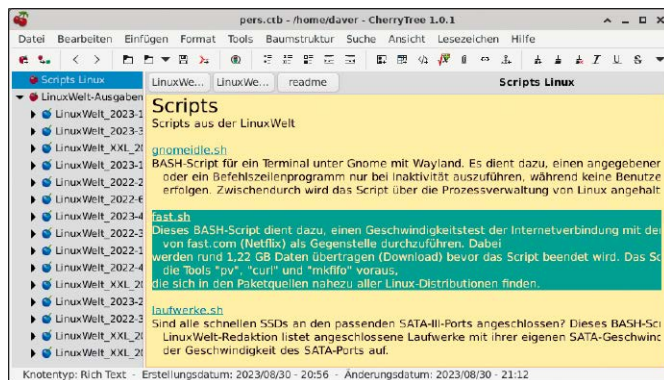 pers.ctb - /home/daver - CherryTree 1.0.1
Datei Bearbeiten Einfügen Format Tools Baumstruktur Suche Ansicht Lesezeichen Hilfe
Scripts Linux
LinuxWelt-Ausgaben
LinuxWelt_2023-1
LinuxWelt_2023-3
LinuxWelt_XXL_20
LinuxWelt_2023-1
LinuxWelt_2022-2
LinuxWelt_2022-6
LinuxWelt_2023-4
LinuxWelt_2022-3
LinuxWelt_2022-1
LinuxWelt_2022-4
LinuxWelt_XXL_20
LinuxWelt_2023-2
LinuxWelt_2022-3
LinuxWelt_XXL_20
LinuxWelt_XXL_20
LinuxWe... LinuxWe... readme Scripts Linux
Scripts
Scripts aus der LinuxWelt
gnomeidle.sh
BASH-Script für ein Terminal unter Gnome mit Wayland. Es dient dazu, einen angegebener
oder ein Befehlszeilenprogramm nur bei Inaktivität auszuführen, während keine Benutze
erfolgen. Zwischendurch wird das Script über die Prozessverwaltung von Linux angehalt
fast.sh
Dieses BASH-Script dient dazu, einen Geschwindigkeitstest der Internetverbindung mit der
von fast.com (Netflix) als Gegenstelle durchzuführen. Dabei
werden rund 1,22 GB Daten übertragen (Download) bevor das Script beendet wird. Das Sc
die Tools "pv", "curl" und "mkfifo" voraus,
die sich in den Paketquellen nahezu aller Linux-Distributionen finden.
laufwerke.sh
Sind alle schnellen SSDs an den passenden SATA-III-Ports angeschlossen? Dieses BASH-Scr
LinuxWelt-Redaktion listet angeschlossene Laufwerke mit ihrer eigenen SATA-Geschwind
der Geschwindigkeit des SATA-Ports auf.
Knotentyp: Rich Text - Erstellungsdatum: 2023/08/30 - 20:56 - Änderungsdatum: 2023/08/30 - 21:12